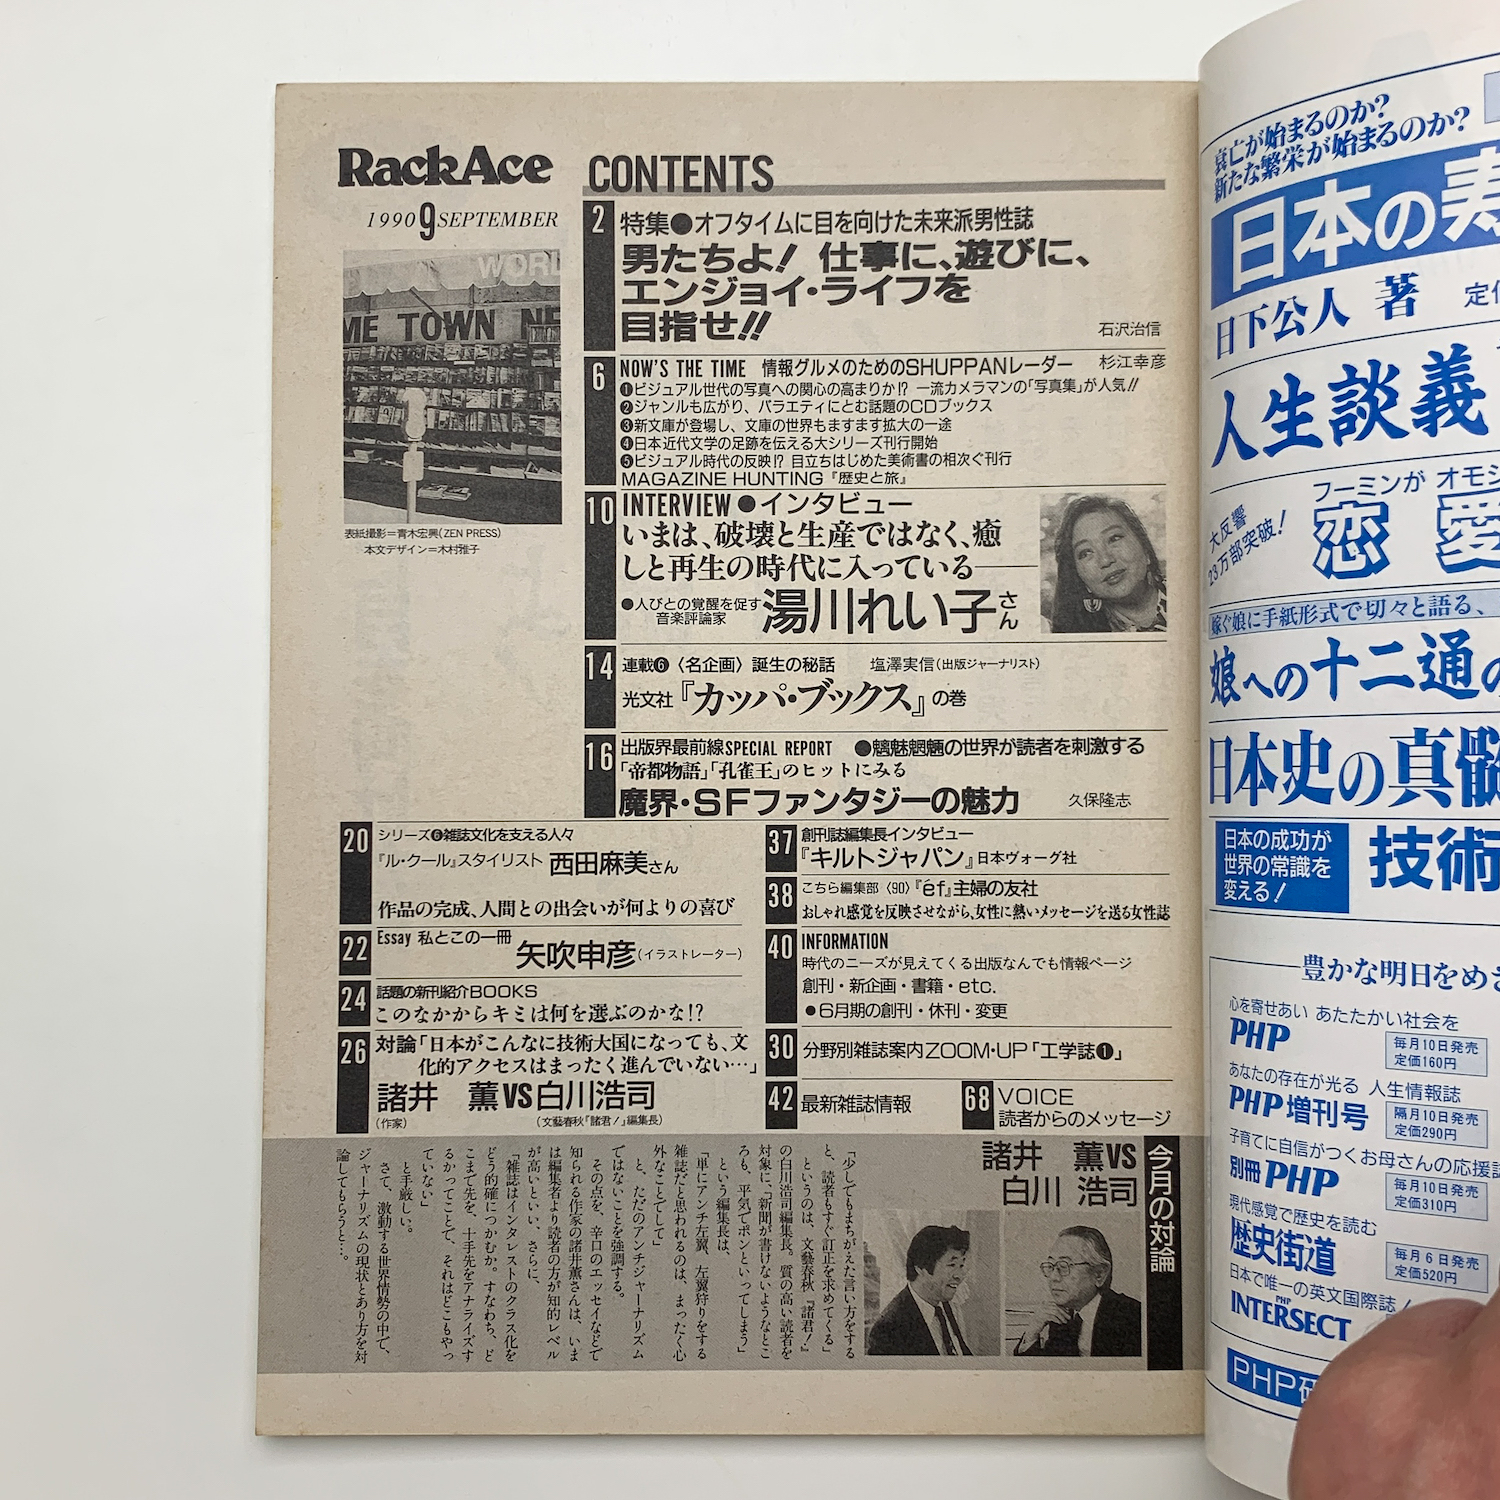 RackAce
1990 9 SEPTEMBER
WORL
ME TOWN NE
表紙撮影＝青木宏興(ZEN PRESS)
本文デザイン＝木村雅子
CONTENTS
2
特集●オフタイムに目を向けた未来派男性誌
男たちよ! 仕事に、遊びに、
エンジョイ・ライフを
目指せ!!
石沢治信
6
NOW'S THE TIME 情報グルメのためのSHUPPANレーダー 杉江幸彦
❶ビジュアル世代の写真への関心の高まりか!? 一流カメラマンの「写真集」が人気!!
❷ジャンルも広がり、バラエティにとむ話題のCDブックス
❸新文庫が登場し、文庫の世界もますます拡大の一途
❹日本近代文学の足跡を伝える大シリーズ刊行開始
❺ビジュアル時代の反映!? 目立ちはじめた美術書の相次ぐ刊行
MAGAZINE HUNTING『歴史と旅』
10
INTERVIEW●インタビュー
いまは、破壊と生産ではなく、癒
しと再生の時代に入っている――
●人びとの覚醒を促す
音楽評論家
湯川れい子さん
14
連載❻〈名企画〉誕生の秘話 塩澤実信(出版ジャーナリスト)
光文社『カッパ・ブックス』の巻
16
出版界最前線SPECIAL REPORT ●魑魅魍魎の世界が読者を刺激する
「帝都物語」「孔雀王」のヒットにみる
魔界・SFファンタジーの魅力 久保隆志
20
シリーズ❻雑誌文化を支える人々
『ル・クール』スタイリスト 西田麻美さん
作品の完成、人間との出会いが何よりの喜び
22
Essay 私とこの一冊
矢吹申彦(イラストレーター)
24
話題の新刊紹介BOOKS
このなかからキミは何を選ぶのかな!?
26
対論「日本がこんなに技術大国になっても、文
化的アクセスはまったく進んでいない…」
諸井 薫VS白川浩司
(作家)
(文藝春秋『諸君!』編集長)
37
創刊誌編集長インタビュー
『キルトジャパン』日本ヴォーグ社
38
こちら編集部〈90〉『éf』主婦の友社
おしゃれ感覚を反映させながら、女性に熱いメッセージを送る女性誌
40
INFORMATION
時代のニーズが見えてくる出版なんでも情報ページ
創刊・新企画・書籍・etc.
●6月期の創刊・休刊・変更
30
分野別雑誌案内ZOOM・UP「工学誌❶」
42
最新雑誌情報
68
VOICE
読者からのメッセージ
今月の対論
諸井 薫VS
白川 浩司
「少しでもまちがえた言い方をする
と、読者もすぐ訂正を求めてくる」
というのは、文藝春秋『諸君!』
の白川浩司編集長。質の高い読者を
対象に、「新聞が書けないようなとこ
ろも、平気でポンといってしまう」
という編集長は、
「単にアンチ左翼、左翼狩りをする
雑誌だと思われるのは、まったく心
外なことでして」
と、ただのアンチジャーナリズム
ではないことを強調する。
その点を、辛口のエッセイなどで
知られる作家の諸井薫さんは、いま
は編集者より読者の方が知的レベル
が高いといい、さらに、
「雑誌はインタレストのクラス化を
どう的確につかむか。すなわち、ど
こまで先を、十手先をアナライズす
るかってことで、それはどこもやっ
ていない」
と手厳しい。
さて、激動する世界情勢の中で、
ジャーナリズムの現状とあり方を対
論してもらうと…。
哀亡が始まるのか?
新たな繁栄が始まるのか?
日本の寿
日下公人 著
人生談義
フーミンが オモシ
大反響
23万部突破!
恋愛
嫁ぐ娘に手紙形式で切々と語る、
娘への十二通の
日本史の真髄
日本の成功が
世界の常識を
変える!
技術
豊かな明日をめざ
心を寄せあい あたたかい社会を
PHP
毎月10日発売
定価160円
あなたの存在が光る 人生情報誌
PHP増刊号
隔月10日発売
定価290円
子育てに自信がつくお母さんの応援
別冊PHP
毎月10日発売
定価310円
現代感覚で歴史を読む
歴史街道
毎月6日発売
定価520円
日本で唯一の英文国際誌
PHP
INTERSECT
PHP研